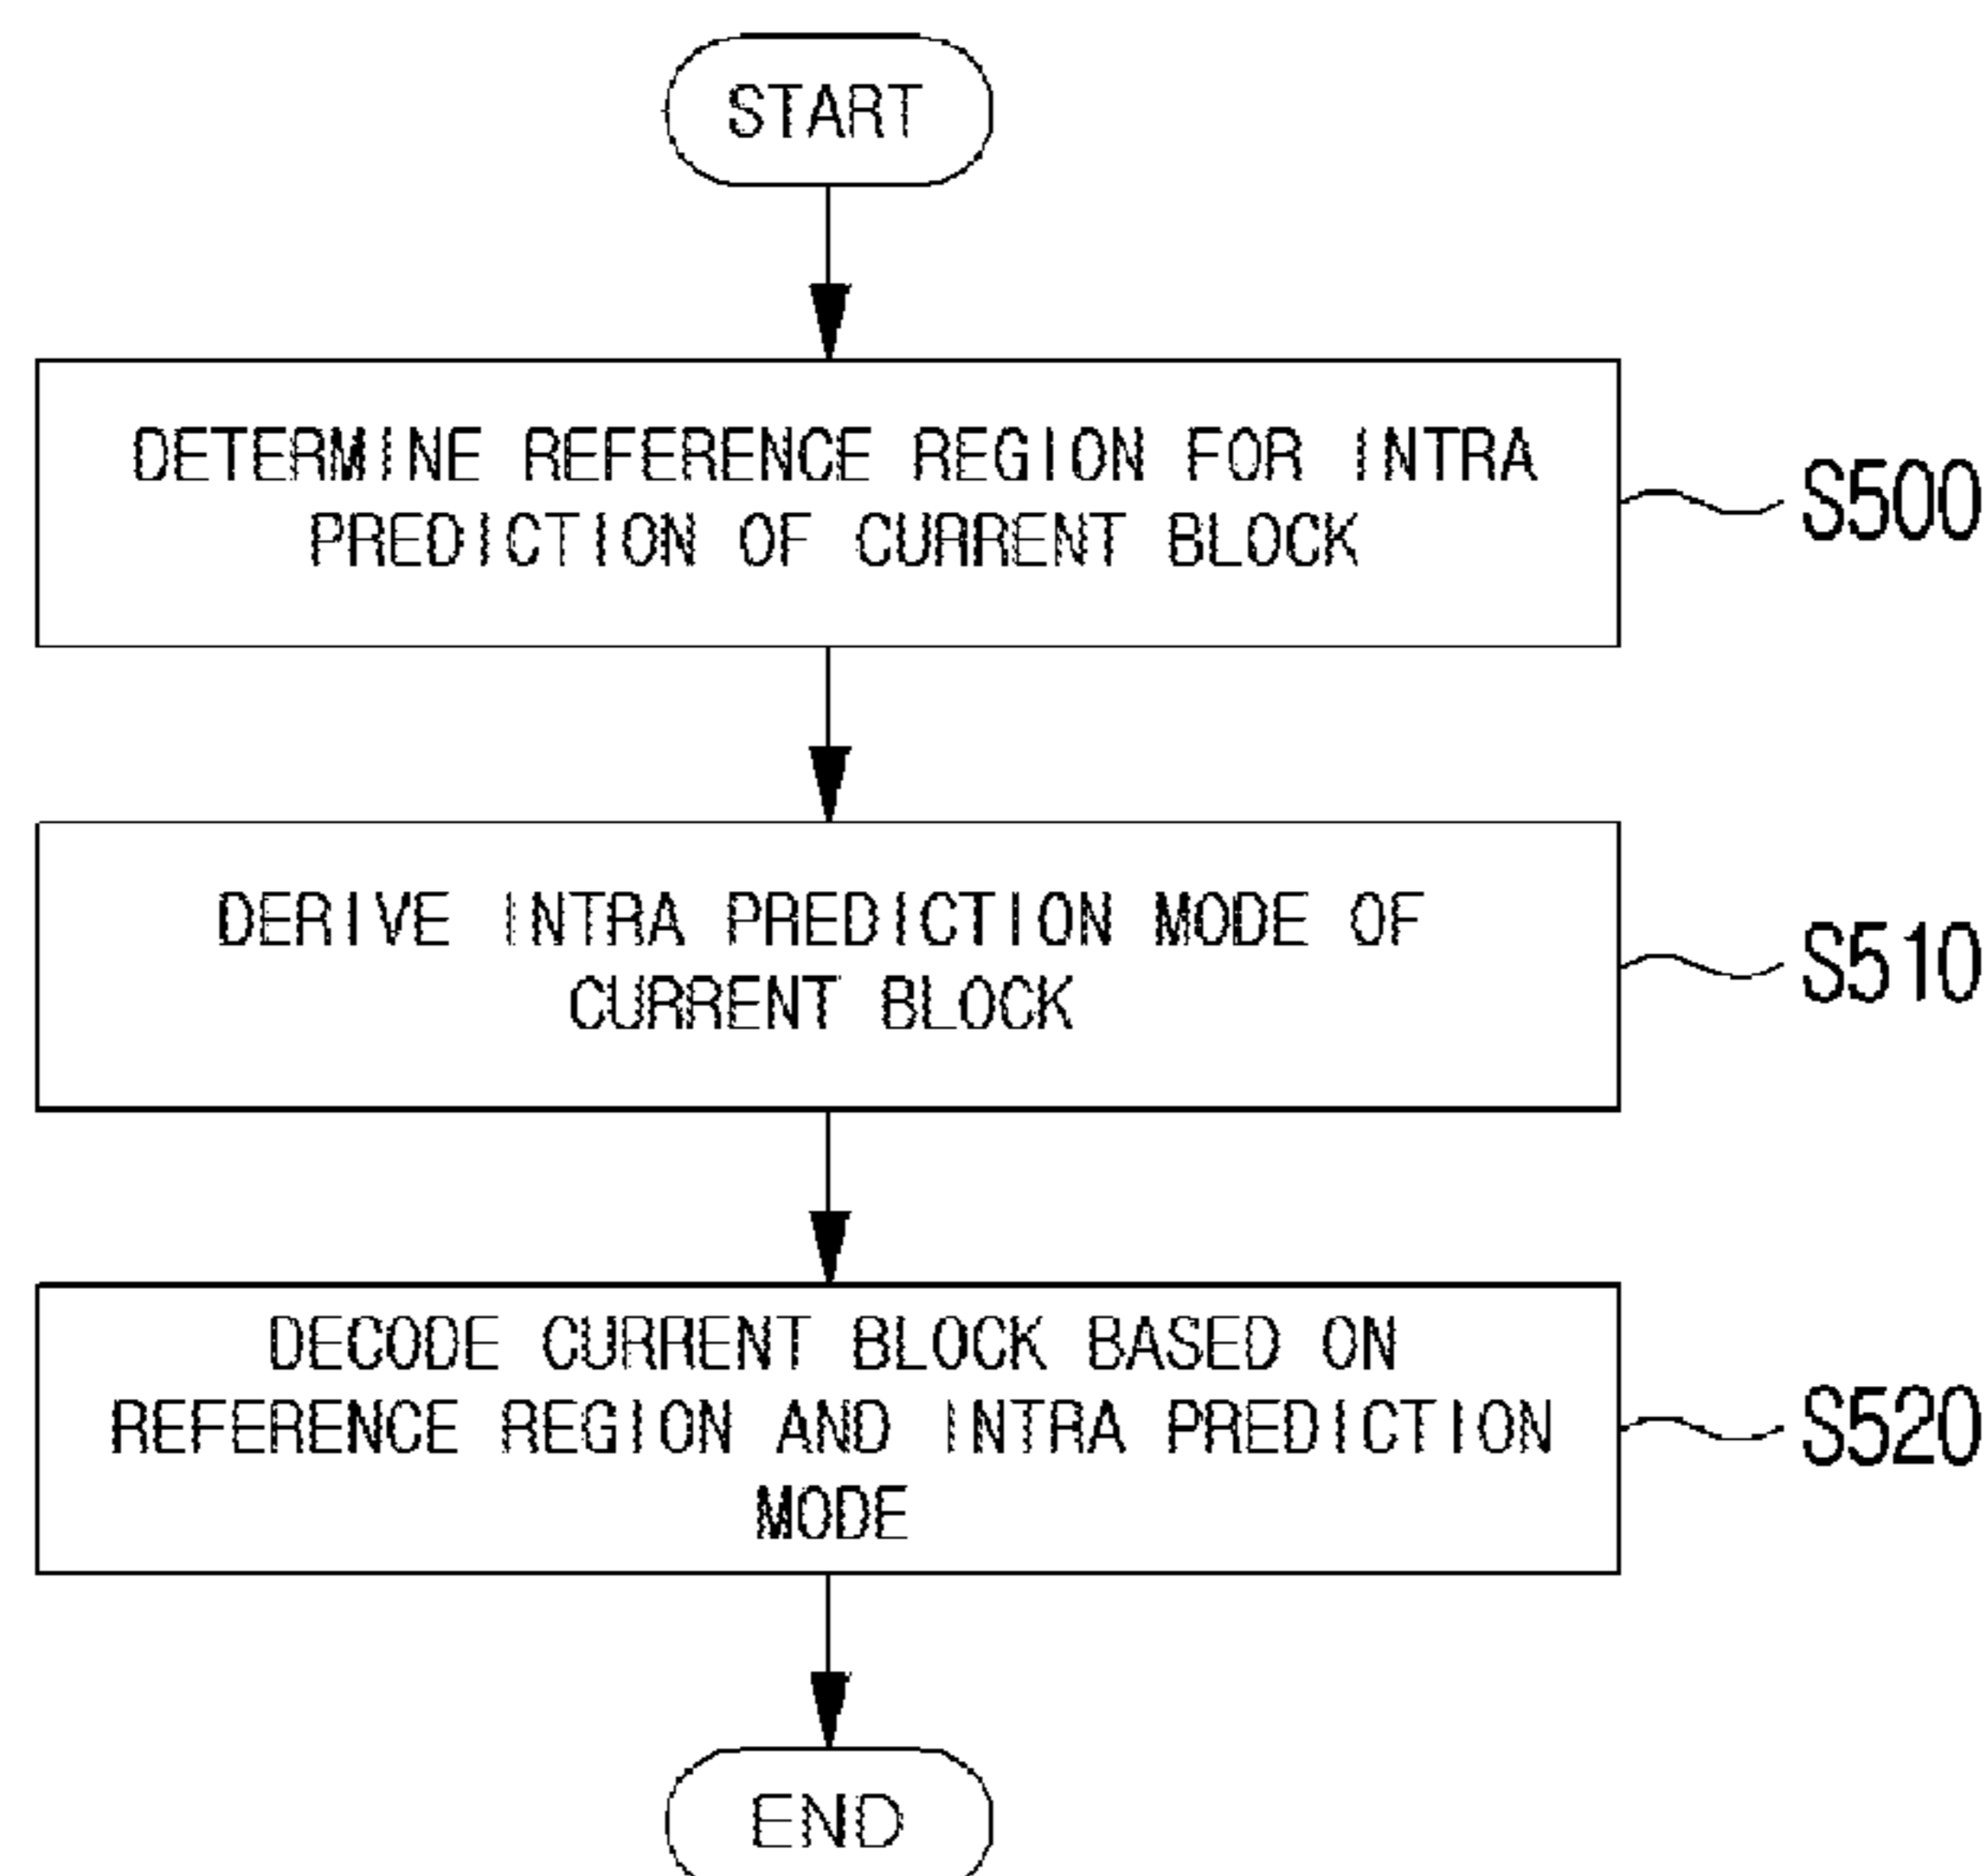 START
DETERMINE REFERENCE REGION FOR INTRA
PREDICTION OF CURRENT BLOCK
S500
DERIVE INTRA PREDICTION MODE OF
CURRENT BLOCK
S510
DECODE CURRENT BLOCK BASED ON
REFERENCE REGION AND INTRA PREDICTION
MODE
S520
END